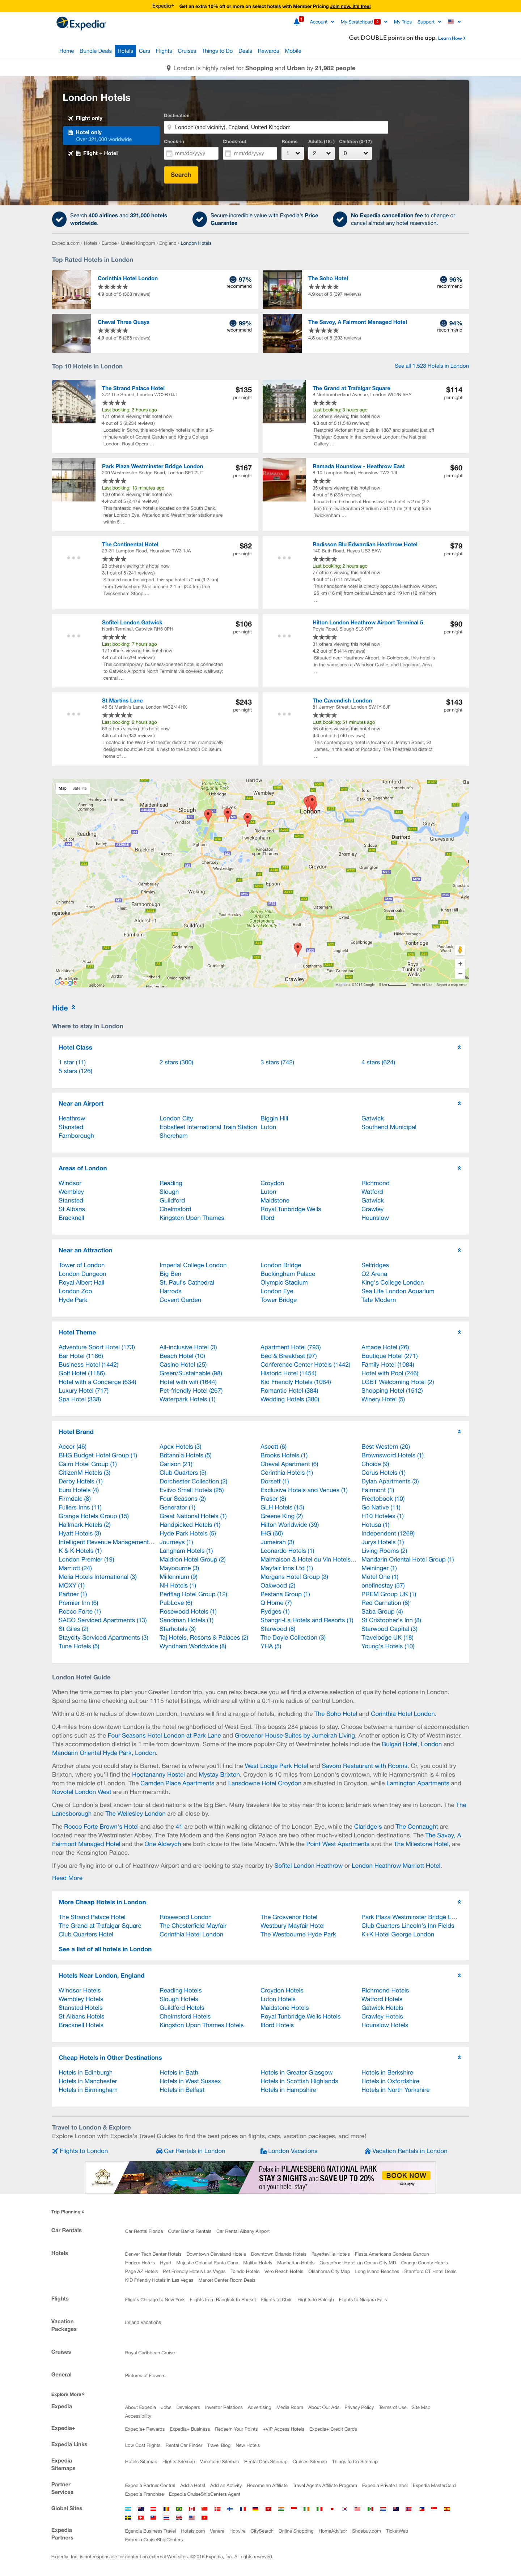 Expedia+ Get an extra 10% off or more on select hotels with Member Pricing Join now, it's free!
Expedia
1 Account My Scratchpad 2 My Trips Support
Get DOUBLE points on the app. Learn How
Home Bundle Deals Hotels Cars Flights Cruises Things to Do Deals Rewards Mobile
London is highly rated for Shopping and Urban by 21,982 people
London Hotels
Flight only
Hotel only
Over 321,000 worldwide
Flight + Hotel
Destination
London (and vicinity), England, United Kingdom
Check-in Check-out Rooms Adults (18+) Children (0-17)
mm/dd/yyyy mm/dd/yyyy 1 2 0
Search
Search 400 airlines and 321,000 hotels worldwide.
Secure incredible value with Expedia's Price Guarantee
No Expedia cancellation fee to change or cancel almost any hotel reservation.
Expedia.com › Hotels › Europe › United Kingdom › England › London Hotels
Top Rated Hotels in London
Corinthia Hotel London 97% recommend
4.9 out of 5 (368 reviews)
The Soho Hotel 96% recommend
4.9 out of 5 (297 reviews)
Cheval Three Quays 99% recommend
4.9 out of 5 (285 reviews)
The Savoy, A Fairmont Managed Hotel 94% recommend
4.8 out of 5 (603 reviews)
Top 10 Hotels in London
See all 1,528 Hotels in London
The Strand Palace Hotel $135 per night
372 The Strand, London WC2R 0JJ
Last booking: 3 hours ago
171 others viewing this hotel now
4 out of 5 (2,234 reviews)
Located in Soho, this eco-friendly hotel is within a 5-minute walk of Covent Garden and King's College London. Royal Opera ...
The Grand at Trafalgar Square $114 per night
8 Northumberland Avenue, London WC2N 5BY
Last booking: 3 hours ago
52 others viewing this hotel now
4.3 out of 5 (1,548 reviews)
Restored Victorian hotel built in 1887 and situated just off Trafalgar Square in the centre of London; the National Gallery ...
Park Plaza Westminster Bridge London $167 per night
200 Westminster Bridge Road, London SE1 7UT
Last booking: 13 minutes ago
160 others viewing this hotel now
4.4 out of 5 (2,479 reviews)
This fantastic new hotel is located on the South Bank, near London Eye, Waterloo and Westminster stations are within 5 ...
Ramada Hounslow - Heathrow East $60 per night
8-10 Lampton Road, Hounslow TW3 1JL
35 others viewing this hotel now
4 out of 5 (395 reviews)
Located in the heart of Hounslow, this hotel is 2 mi (3.2 km) from Twickenham Stadium and 2.1 mi (3.4 km) from Twickenham ...
The Continental Hotel $82 per night
29-31 Lampton Road, Hounslow TW3 1JA
23 others viewing this hotel now
3.1 out of 5 (241 reviews)
Situated near the airport, this spa hotel is 2 mi (3.2 km) from Twickenham Stadium and 2.1 mi (3.4 km) from Twickenham Stoop ...
Radisson Blu Edwardian Heathrow Hotel $79 per night
140 Bath Road, Hayes UB3 5AW
Last booking: 2 hours ago
77 others viewing this hotel now
4 out of 5 (711 reviews)
This handsome hotel is directly opposite Heathrow Airport, 25 km (16 mi) from central London and 19 km (12 mi) from ...
Sofitel London Gatwick $106 per night
North Terminal, Gatwick RH6 0PH
Last booking: 7 hours ago
171 others viewing this hotel now
4.4 out of 5 (784 reviews)
This contemporary, business-oriented hotel is connected to Gatwick Airport's North Terminal via covered walkway; central ...
Hilton London Heathrow Airport Terminal 5 $90 per night
Poyle Road, Slough SL3 0FF
31 others viewing this hotel now
4.2 out of 5 (414 reviews)
Situated near Heathrow Airport, in Colnbrook, this hotel is in the same area as Windsor Castle, and Legoland. Area ...
St Martins Lane $243 per night
45 St Martin's Lane, London WC2N 4HX
Last booking: 2 hours ago
69 others viewing this hotel now
4.5 out of 5 (333 reviews)
Located in the West End theater district, this dramatically designed boutique hotel is near the London Coliseum, home of ...
The Cavendish London $143 per night
81 Jermyn Street, London SW1Y 6JF
Last booking: 51 minutes ago
56 others viewing this hotel now
4.4 out of 5 (749 reviews)
This contemporary hotel is located on Jermyn Street, St James, in the heart of Piccadilly. The Theaterland district ...
Map Satellite
London
Google
Hide
Where to stay in London
Hotel Class
1 star (11) 2 stars (300) 3 stars (742) 4 stars (624)
5 stars (126)
Near an Airport
Heathrow London City Biggin Hill Gatwick
Stansted Ebbsfleet International Train Station Luton Southend Municipal
Farnborough Shoreham
Areas of London
Windsor Reading Croydon Richmond
Wembley Slough Luton Watford
Stansted Guildford Maidstone Gatwick
St Albans Chelmsford Royal Tunbridge Wells Crawley
Bracknell Kingston Upon Thames Ilford Hounslow
Near an Attraction
Tower of London Imperial College London London Bridge Selfridges
London Dungeon Big Ben Buckingham Palace O2 Arena
Royal Albert Hall St. Paul's Cathedral Olympic Stadium King's College London
London Zoo Harrods London Eye Sea Life London Aquarium
Hyde Park Covent Garden Tower Bridge Tate Modern
Hotel Theme
Adventure Sport Hotel (173) All-inclusive Hotel (3) Apartment Hotel (793) Arcade Hotel (26)
Bar Hotel (1186) Beach Hotel (10) Bed & Breakfast (97) Boutique Hotel (271)
Business Hotel (1442) Casino Hotel (25) Conference Center Hotels (1442) Family Hotel (1084)
Golf Hotel (1186) Green/Sustainable (98) Historic Hotel (1454) Hotel with Pool (246)
Hotel with a Concierge (634) Hotel with wifi (1644) Kid Friendly Hotels (1084) LGBT Welcoming Hotel (2)
Luxury Hotel (717) Pet-friendly Hotel (267) Romantic Hotel (384) Shopping Hotel (1512)
Spa Hotel (338) Waterpark Hotels (1) Wedding Hotels (380) Winery Hotel (5)
Hotel Brand
Accor (46) Apex Hotels (3) Ascott (6) Best Western (20)
BHG Budget Hotel Group (1) Britannia Hotels (5) Brooks Hotels (1) Brownsword Hotels (1)
Cairn Hotel Group (1) Carlson (21) Cheval Apartment (6) Choice (9)
CitizenM Hotels (3) Club Quarters (5) Corinthia Hotels (1) Corus Hotels (1)
Derby Hotels (1) Dorchester Collection (2) Dorsett (1) Dylan Apartments (3)
Euro Hotels (4) Evivo Small Hotels (25) Exclusive Hotels and Venues (1) Fairmont (1)
Firmdale (8) Four Seasons (2) Fraser (8) Freetobook (10)
Fullers Inns (11) Generator (1) GLH Hotels (15) Go Native (11)
Grange Hotels Group (15) Great National Hotels (1) Greene King (2) H10 Hoteles (1)
Hallmark Hotels (2) Handpicked Hotels (1) Hilton Worldwide (39) Hotusa (1)
Hyatt Hotels (3) Hyde Park Hotels (5) IHG (60) Independent (1269)
Intelligent Revenue Management... Journeys (1) Jumeirah (3) Jurys Hotels (1)
K & K Hotels (1) Langham Hotels (1) Leonardo Hotels (1) Living Rooms (2)
London Premier (19) Maldron Hotel Group (2) Malmaison & Hotel du Vin Hotels... Mandarin Oriental Hotel Group (1)
Marriott (24) Maybourne (3) Mayfair Inns Ltd (1) Meininger (1)
Melia Hotels International (3) Millennium (9) Morgans Hotel Group (3) Motel One (1)
MOXY (1) NH Hotels (1) Oakwood (2) onefinestay (57)
Partner (1) Pertflag Hotel Group (12) Pestana Group (1) PREM Group UK (1)
Premier Inn (6) PubLove (6) Q Home (7) Red Carnation (6)
Rocco Forte (1) Rosewood Hotels (1) Rydges (1) Saba Group (4)
SACO Serviced Apartments (13) Sandman Hotels (1) Shangri-La Hotels and Resorts (1) St Cristopher's Inn (8)
St Giles (2) Starhotels (3) Starwood (8) Starwood Capital (3)
Staycity Serviced Apartments (3) Taj Hotels, Resorts & Palaces (2) The Doyle Collection (3) Travelodge UK (18)
Tune Hotels (5) Wyndham Worldwide (8) YHA (5) Young's Hotels (10)
London Hotel Guide
When the time comes to plan your Greater London trip, you can relax because you will find a diverse selection of quality hotel options in London. Spend some time checking out our 1115 hotel listings, which are all within a 0.1-mile radius of central London.
Within a 0.6-mile radius of downtown London, travelers will find a range of hotels, including the The Soho Hotel and Corinthia Hotel London.
0.4 miles from downtown London is the notable neighborhood of West End. This boasts 284 places to stay. Choose between a number of accommodation options such as the Four Seasons Hotel London at Park Lane and Grosvenor House Suites by Jumeirah Living. Another option is City of Westminster. This accommodation district is 1 mile from downtown. Some of the more popular City of Westminster hotels include the Bulgari Hotel, London and Mandarin Oriental Hyde Park, London.
Another place you could stay is Barnet. Barnet is located 9 miles from downtown London, where you'll find the West Lodge Park Hotel and Savoro Restaurant with Rooms. Or, you could try Brixton, where you'll find the Hootananny Hostel and Mystay Brixton. Croydon is 10 miles from London's iconic downtown, while Hammersmith is 4 miles and Slade Green is 14 miles. The Camden Place Apartments and Lansdowne Hotel Croydon are situated in Croydon, while Lamington Apartments and Novotel London West are in Hammersmith.
One of London's best known tourist destinations is the Big Ben. Many travelers like to stay near this iconic landmark when they're in town. The The Lanesborough and The Wellesley London are all close by.
The Rocco Forte Brown's Hotel and also the 41 are both within walking distance of the London Eye, while the Claridge's and The Connaught are located near the Westminster Abbey. The Tate Modern and the Kensington Palace are two other much-visited London destinations. The The Savoy, A Fairmont Managed Hotel and the One Aldwych are both close to the Tate Modern. While the Point West Apartments and the The Milestone Hotel, are near the Kensington Palace.
If you are flying into or out of Heathrow Airport and are looking to stay nearby try Sofitel London Heathrow or London Heathrow Marriott Hotel.
Read More
More Cheap Hotels in London
The Strand Palace Hotel Rosewood London The Grosvenor Hotel Park Plaza Westminster Bridge L...
The Grand at Trafalgar Square The Chesterfield Mayfair Westbury Mayfair Hotel Club Quarters Lincoln's Inn Fields
Club Quarters Hotel Corinthia Hotel London The Westbourne Hyde Park K+K Hotel George London
See a list of all hotels in London
Hotels Near London, England
Windsor Hotels Reading Hotels Croydon Hotels Richmond Hotels
Wembley Hotels Slough Hotels Luton Hotels Watford Hotels
Stansted Hotels Guildford Hotels Maidstone Hotels Gatwick Hotels
St Albans Hotels Chelmsford Hotels Royal Tunbridge Wells Hotels Crawley Hotels
Bracknell Hotels Kingston Upon Thames Hotels Ilford Hotels Hounslow Hotels
Cheap Hotels in Other Destinations
Hotels in Edinburgh Hotels in Bath Hotels in Greater Glasgow Hotels in Berkshire
Hotels in Manchester Hotels in West Sussex Hotels in Scottish Highlands Hotels in Oxfordshire
Hotels in Birmingham Hotels in Belfast Hotels in Hampshire Hotels in North Yorkshire
Travel to London & Explore
Explore London with Expedia's Travel Guides to find the best prices on flights, cars, vacation packages, and more!
Flights to London Car Rentals in London London Vacations Vacation Rentals in London
Relax in PILANESBERG NATIONAL PARK
STAY 3 NIGHTS and SAVE UP TO 20%
on your hotel stay*
BOOK NOW
*T&Cs apply
Trip Planning
Car Rentals Car Rental Florida Outer Banks Rentals Car Rental Albany Airport
Hotels Denver Tech Center Hotels Downtown Cleveland Hotels Downtown Orlando Hotels Fayetteville Hotels Fiesta Americana Condesa Cancun
Harlem Hotels Hyatt Majestic Colonial Punta Cana Malibu Hotels Manhattan Hotels Oceanfront Hotels in Ocean City MD Orange County Hotels
Page AZ Hotels Pet Friendly Hotels Las Vegas Toledo Hotels Vero Beach Hotels Oklahoma City Map Long Island Beaches Stamford CT Hotel Deals
KID Friendly Hotels in Las Vegas Market Center Room Deals
Flights Flights Chicago to New York Flights from Bangkok to Phuket Flights to Chile Flights to Raleigh Flights to Niagara Falls
Vacation Packages Ireland Vacations
Cruises Royal Caribbean Cruise
General Pictures of Flowers
Explore More
Expedia About Expedia Jobs Developers Investor Relations Advertising Media Room About Our Ads Privacy Policy Terms of Use Site Map
Accessibility
Expedia+ Expedia+ Rewards Expedia+ Business Redeem Your Points +VIP Access Hotels Expedia+ Credit Cards
Expedia Links Low Cost Flights Rental Car Finder Travel Blog New Hotels
Expedia Sitemaps Hotels Sitemap Flights Sitemap Vacations Sitemap Rental Cars Sitemap Cruises Sitemap Things to Do Sitemap
Partner Services Expedia Partner Central Add a Hotel Add an Activity Become an Affiliate Travel Agents Affiliate Program Expedia Private Label Expedia MasterCard
Expedia Franchise Expedia CruiseShipCenters Agent
Global Sites
Expedia Partners Egencia Business Travel Hotels.com Venere Hotwire CitySearch Online Shopping HomeAdvisor Shoebuy.com TicketWeb
Expedia CruiseShipCenters
Expedia, Inc. is not responsible for content on external Web sites. ©2016 Expedia, Inc. All rights reserved.